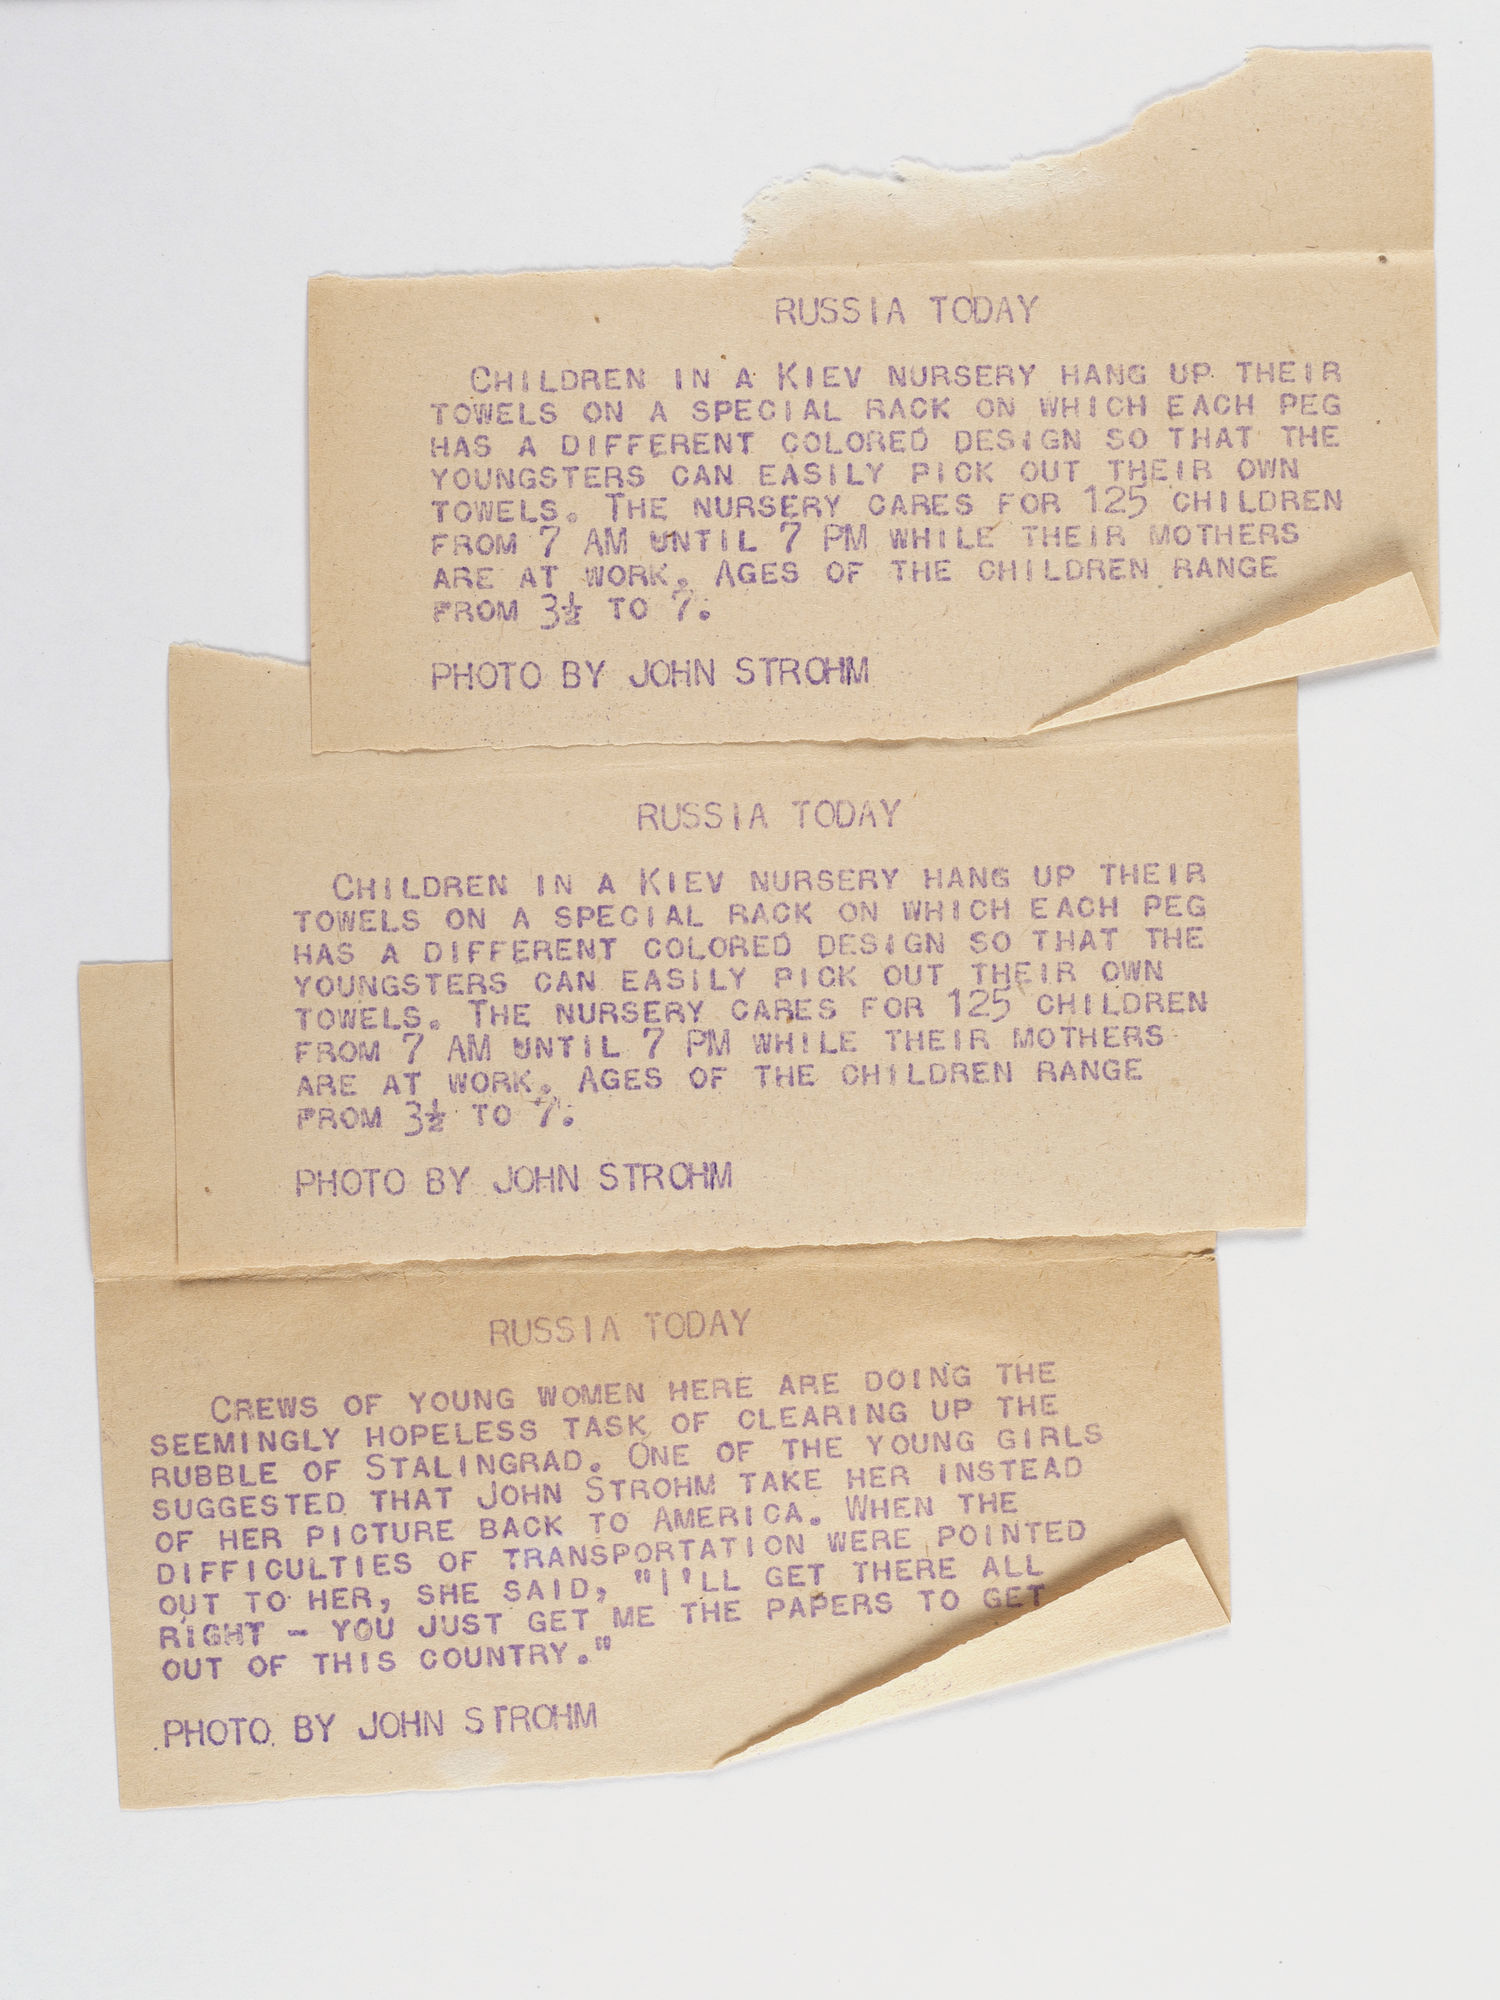 RUSSIA TODAY
CHILDREN IN A KIEV NURSERY HANG UP THEIR
TOWELS ON A SPECIAL RACK ON WHICH EACH PEG
HAS A DIFFERENT COLORED DESIGN SO THAT THE
YOUNGSTERS CAN EASILY PICK OUT THEIR OWN
TOWELS. THE NURSERY CARES FOR 125 CHILDREN
FROM 7 AM UNTIL 7 PM WHILE THEIR MOTHERS
ARE AT WORK. AGES OF THE CHILDREN RANGE
FROM 3½ TO 7.
PHOTO BY JOHN STROHM
RUSSIA TODAY
CHILDREN IN A KIEV NURSERY HANG UP THEIR
TOWELS ON A SPECIAL RACK ON WHICH EACH PEG
HAS A DIFFERENT COLORED DESIGN SO THAT THE
YOUNGSTERS CAN EASILY PICK OUT THEIR OWN
TOWELS. THE NURSERY CARES FOR 125 CHILDREN
FROM 7 AM UNTIL 7 PM WHILE THEIR MOTHERS
ARE AT WORK. AGES OF THE CHILDREN RANGE
FROM 3½ TO 7.
PHOTO BY JOHN STROHM
RUSSIA TODAY
CREWS OF YOUNG WOMEN HERE ARE DOING THE
SEEMINGLY HOPELESS TASK OF CLEARING UP THE
RUBBLE OF STALINGRAD. ONE OF THE YOUNG GIRLS
SUGGESTED THAT JOHN STROHM TAKE HER INSTEAD
OF HER PICTURE BACK TO AMERICA. WHEN THE
DIFFICULTIES OF TRANSPORTATION WERE POINTED
OUT TO HER, SHE SAID, "I'LL GET THERE ALL
RIGHT - YOU JUST GET ME THE PAPERS TO GET
OUT OF THIS COUNTRY."
PHOTO BY JOHN STROHM